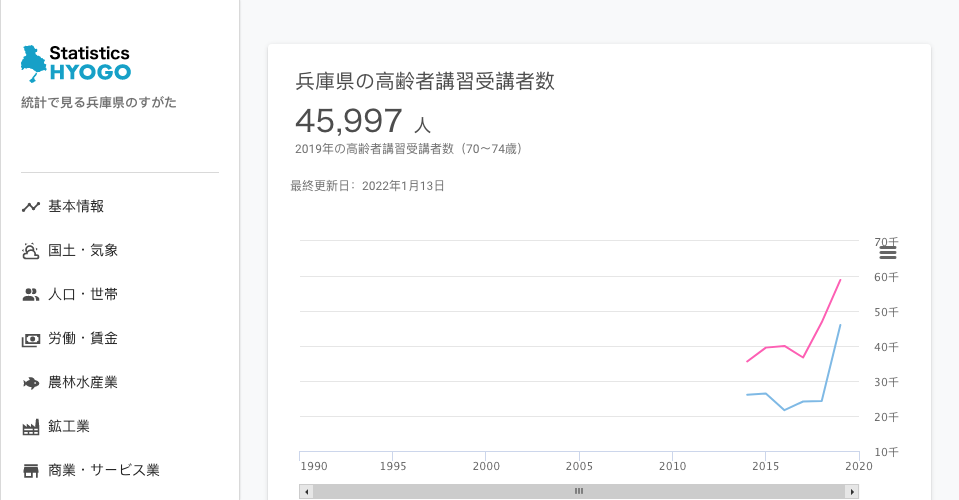 Statistics
HYOGO
統計で見る兵庫県のすがた
基本情報
国土・気象
人口・世帯
労働・賃金
農林水産業
鉱工業
商業・サービス業
兵庫県の高齢者講習受講者数
45,997 人
2019年の高齢者講習受講者数（70〜74歳）
最終更新日：2022年1月13日
70千
60千
50千
40千
30千
20千
10千
1990 1995 2000 2005 2010 2015 2020